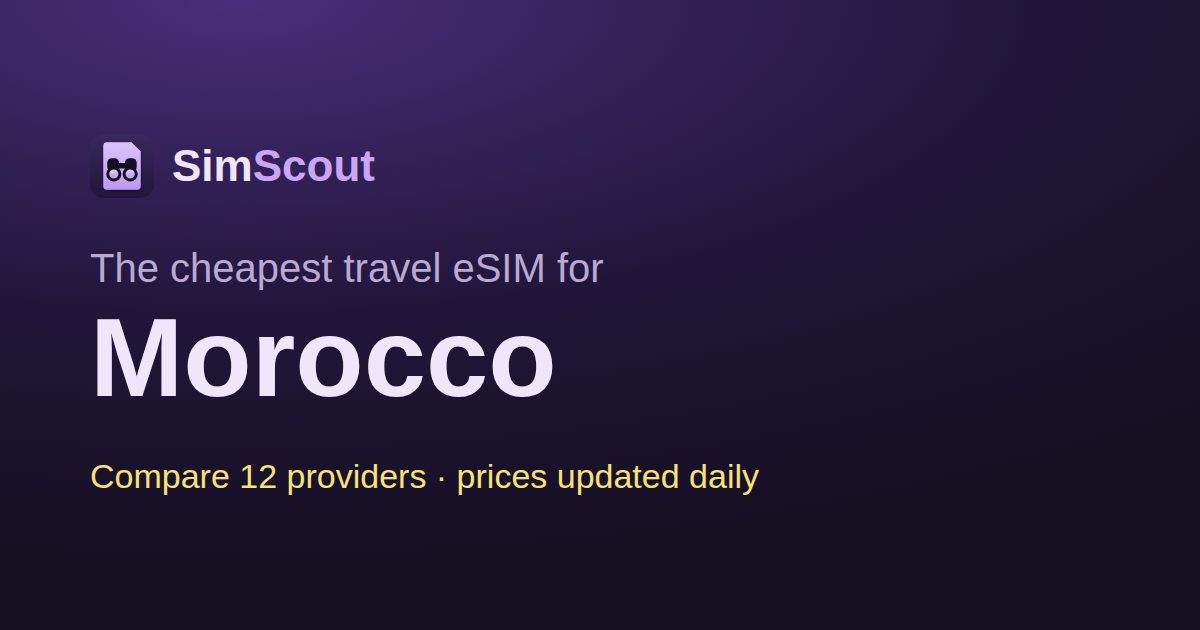 SimScout
The cheapest travel eSIM for
Morocco
Compare 12 providers · prices updated daily